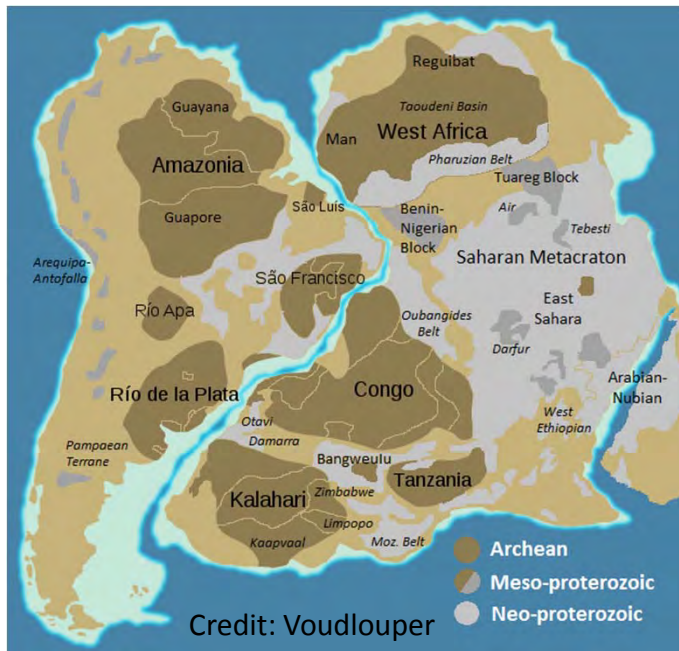 Reguibat
Guayana
Taoudeni Basin
Man
West Africa
Amazonia
Pharuzian Belt
Tuareg Block
São Luís
Guapore
Benin-
Nigerian
Block
Air
Tebesti
Arequipa-
Antofalla
Saharan Metacraton
São Francisco
East
Sahara
Río Apa
Oubangides
Belt
Darfur
Arabian-
Nubian
Congo
Río de la Plata
West
Ethiopian
Otavi
Damarra
Pampaean
Terrane
Bangweulu
Tanzania
Kalahari
Zimbabwe
Limpopo
Kaapvaal
Moz. Belt
Archean
Meso-proterozoic
Neo-proterozoic
Credit: Voudlouper